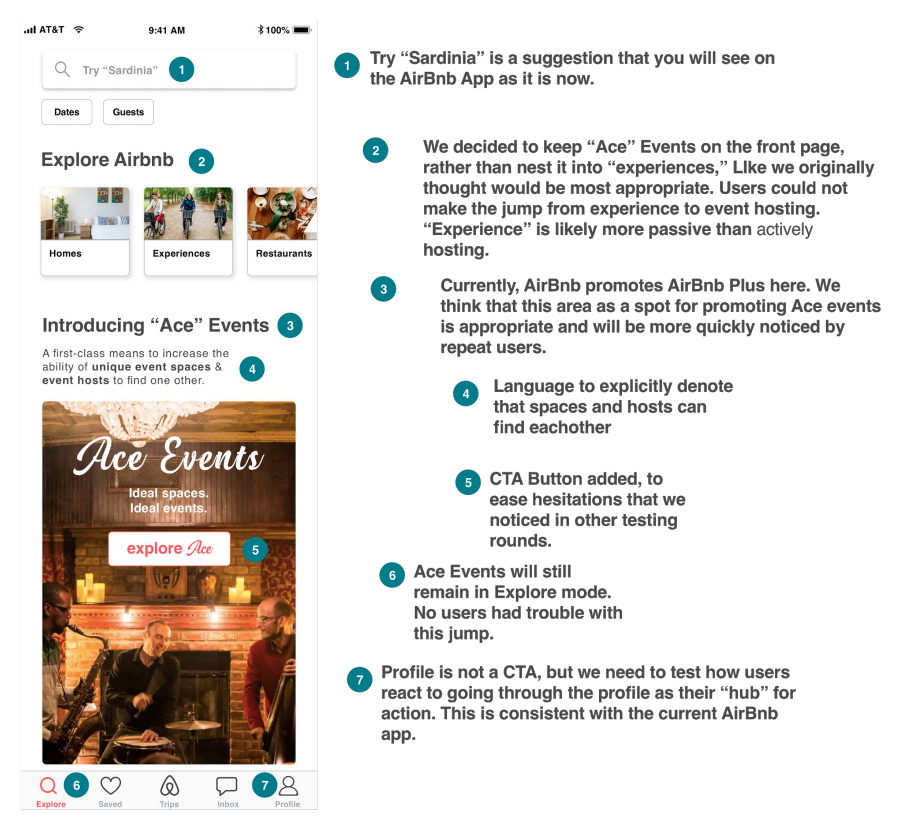 AT&T
9:41 AM
100%
Try “Sardinia”
1
Dates
Guests
Explore Airbnb
2
Homes
Experiences
Restaurants
Introducing “Ace” Events
3
A first-class means to increase the
ability of unique event spaces &
event hosts to find one other.
4
Ace Events
Ideal spaces.
Ideal events.
explore Ace
5
6
7
Explore
Saved
Trips
Inbox
Profile
1
Try “Sardinia” is a suggestion that you will see on
the AirBnb App as it is now.
2
We decided to keep “Ace” Events on the front page,
rather than nest it into “experiences,” LIke we originally
thought would be most appropriate. Users could not
make the jump from experience to event hosting.
“Experience” is likely more passive than actively
hosting.
3
Currently, AirBnb promotes AirBnb Plus here. We
think that this area as a spot for promoting Ace events
is appropriate and will be more quickly noticed by
repeat users.
4
Language to explicitly denote
that spaces and hosts can
find eachother
5
CTA Button added, to
ease hesitations that we
noticed in other testing
rounds.
6
Ace Events will still
remain in Explore mode.
No users had trouble with
this jump.
7
Profile is not a CTA, but we need to test how users
react to going through the profile as their “hub” for
action. This is consistent with the current AirBnb
app.